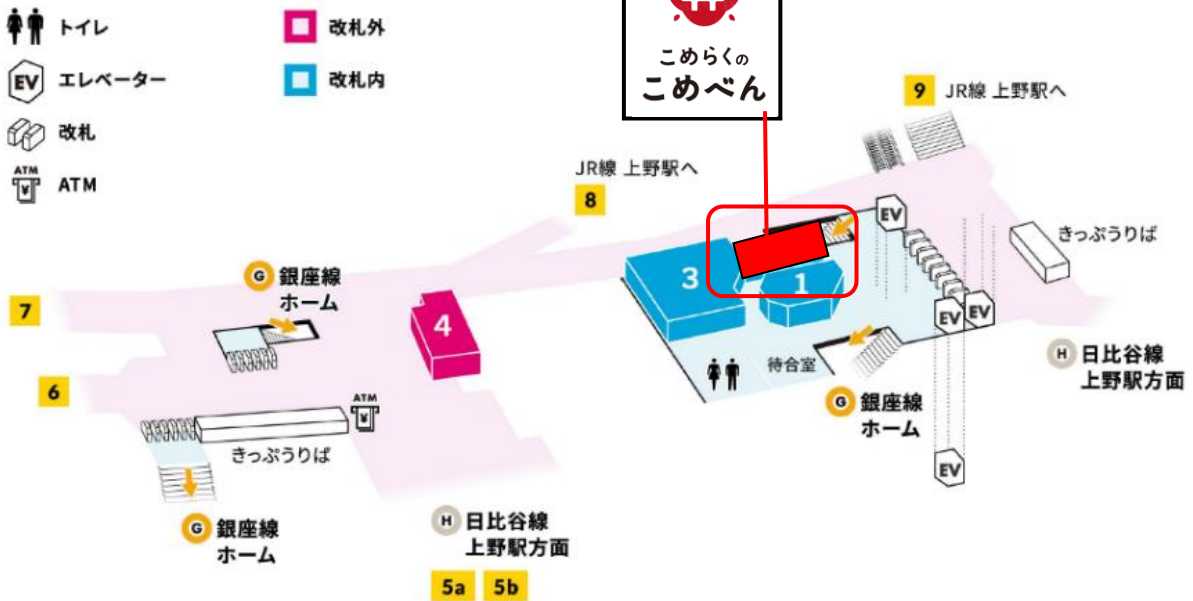 トイレ
改札外
EV
エレベーター
改札内
改札
ATM
¥
ATM
こめらくの
こめべん
9 JR線 上野駅へ
JR線 上野駅へ
8
EV
きっぷうりば
G 銀座線
ホーム
3
1
7
4
EV
EV
H 日比谷線
上野駅方面
待合室
6
ATM
¥
G 銀座線
ホーム
きっぷうりば
EV
G 銀座線
ホーム
H 日比谷線
上野駅方面
5a 5b